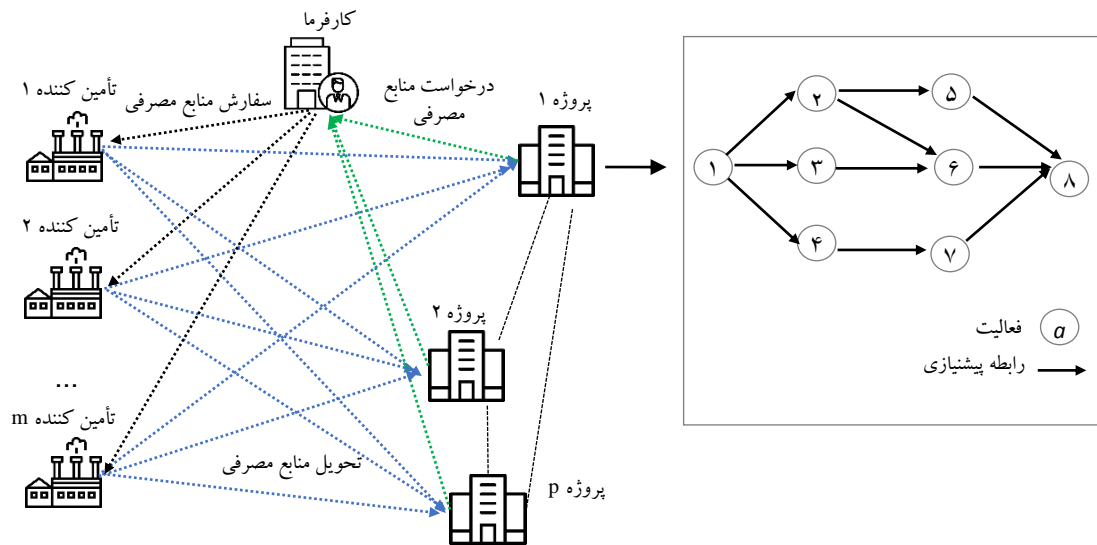 کارفرما
تأمین کننده ۱
سفارش منابع مصرفی
درخواست منابع
مصرفی
پروژه ۱
تأمین کننده ۲
پروژه ۲
...
تأمین کننده m
تحویل منابع مصرفی
پروژه p
۱
۲
۳
۴
۵
۶
۷
۸
فعالیت a
رابطه پیشنیازی